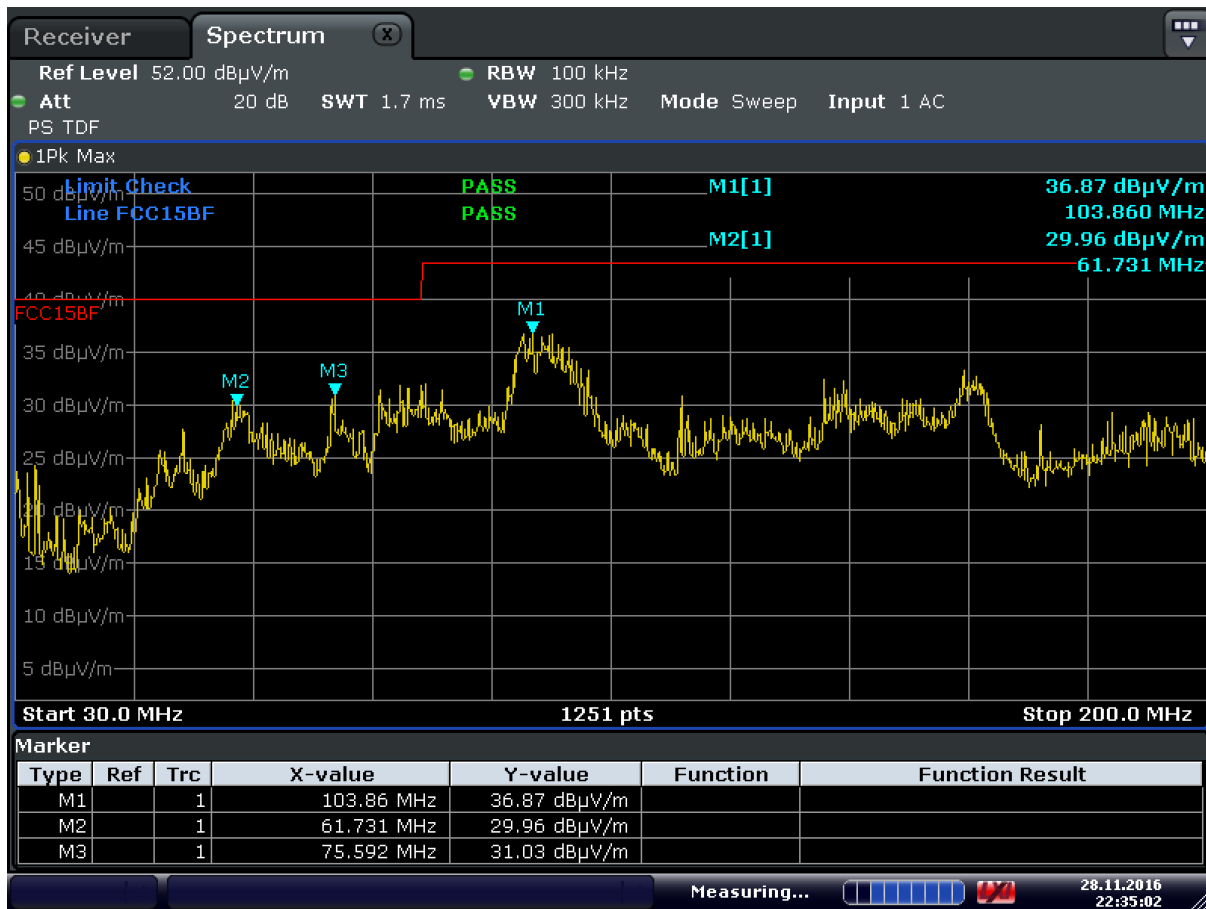 Receiver Spectrum X
Ref Level 52.00 dBµV/m RBW 100 kHz
Att 20 dB SWT 1.7 ms VBW 300 kHz Mode Sweep Input 1 AC
PS TDF
1Pk Max
50 dBµV/m Limit Check PASS M1[1] 36.87 dBµV/m
Line FCC15BF PASS 103.860 MHz
45 dBµV/m M2[1] 29.96 dBµV/m
61.731 MHz
40 dBµV/m
FCC15BF
M1
35 dBµV/m
M3
M2
30 dBµV/m
25 dBµV/m
20 dBµV/m
15 dBµV/m
10 dBµV/m
5 dBµV/m
Start 30.0 MHz 1251 pts Stop 200.0 MHz
Marker
Type Ref Trc X-value Y-value Function Function Result
M1 1 103.86 MHz 36.87 dBµV/m
M2 1 61.731 MHz 29.96 dBµV/m
M3 1 75.592 MHz 31.03 dBµV/m
Measuring... 28.11.2016
22:35:02